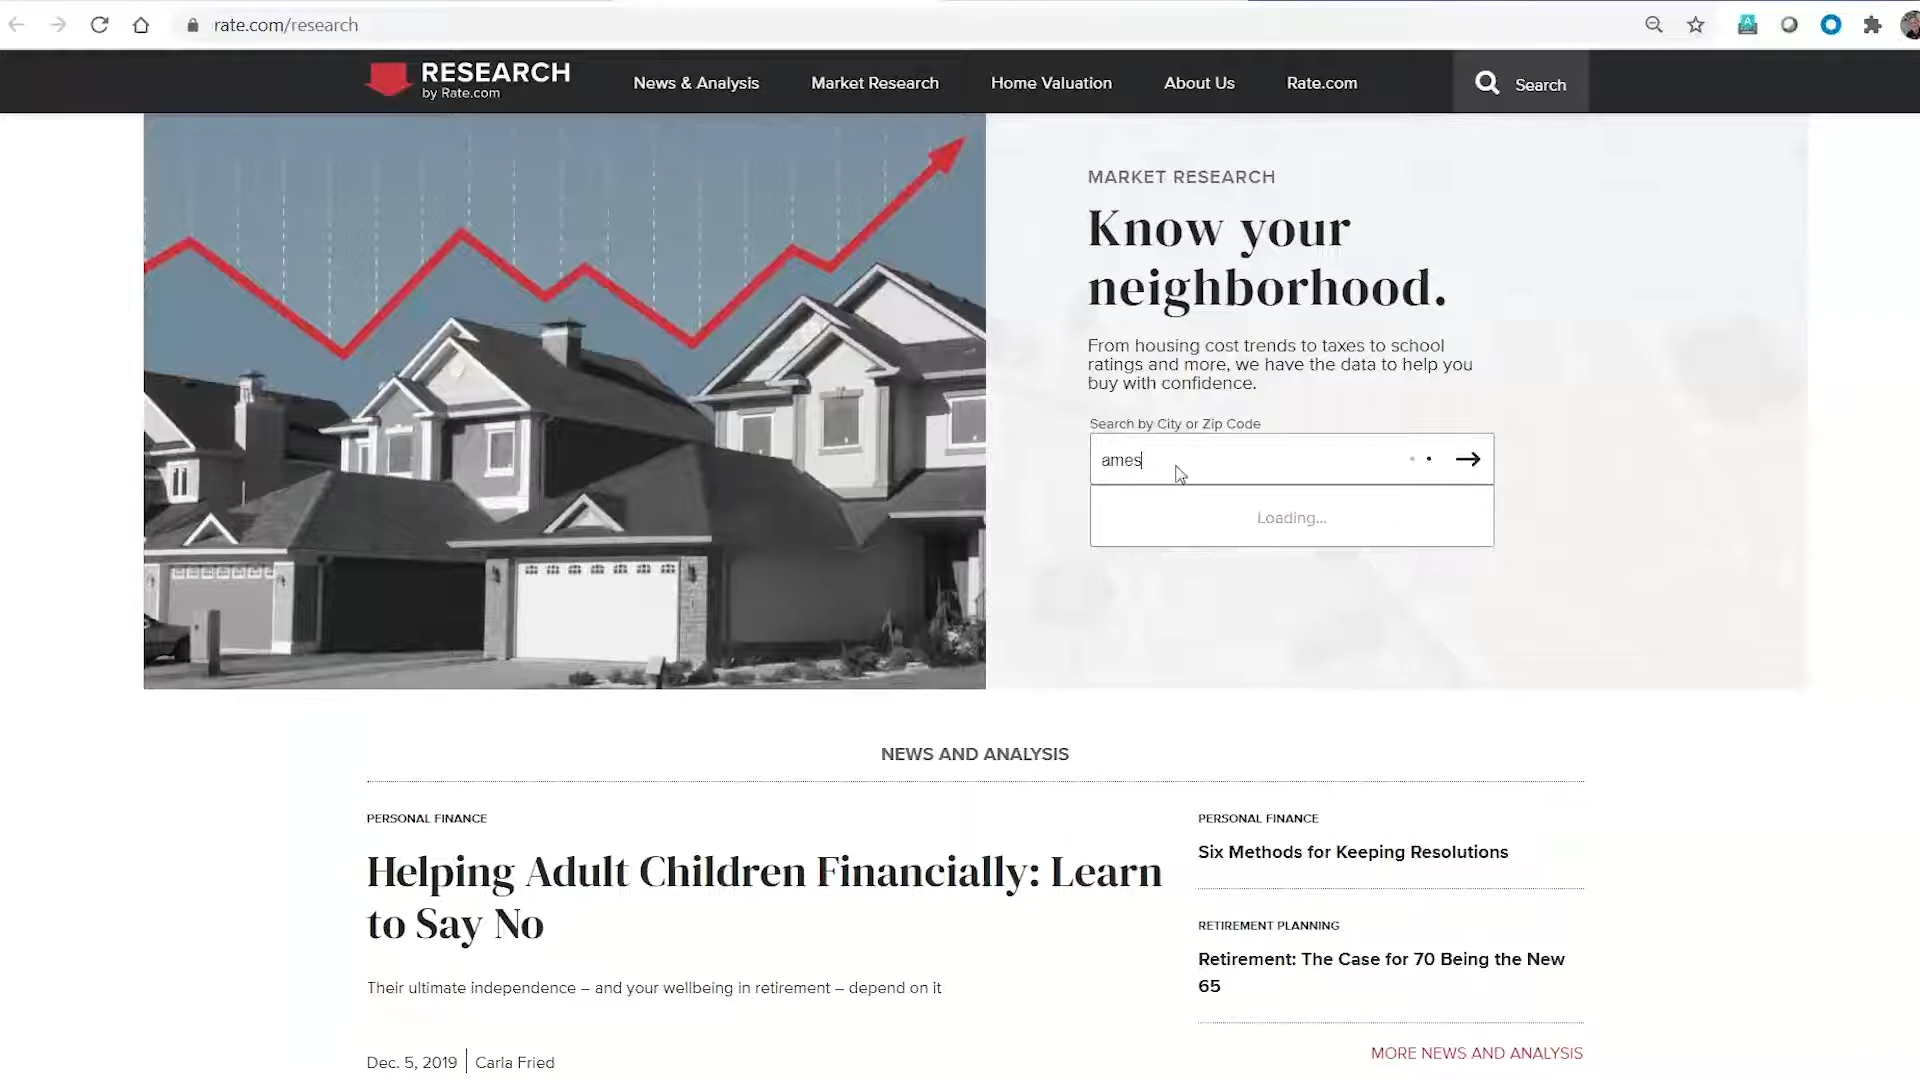 rate.com/research
RESEARCH
by Rate.com
News & Analysis
Market Research
Home Valuation
About Us
Rate.com
Search
MARKET RESEARCH
Know your
neighborhood.
From housing cost trends to taxes to school
ratings and more, we have the data to help you
buy with confidence.
Search by City or Zip Code
ames
Loading...
NEWS AND ANALYSIS
PERSONAL FINANCE
Helping Adult Children Financially: Learn
to Say No
Their ultimate independence – and your wellbeing in retirement – depend on it
Dec. 5, 2019 | Carla Fried
PERSONAL FINANCE
Six Methods for Keeping Resolutions
RETIREMENT PLANNING
Retirement: The Case for 70 Being the New
65
MORE NEWS AND ANALYSIS